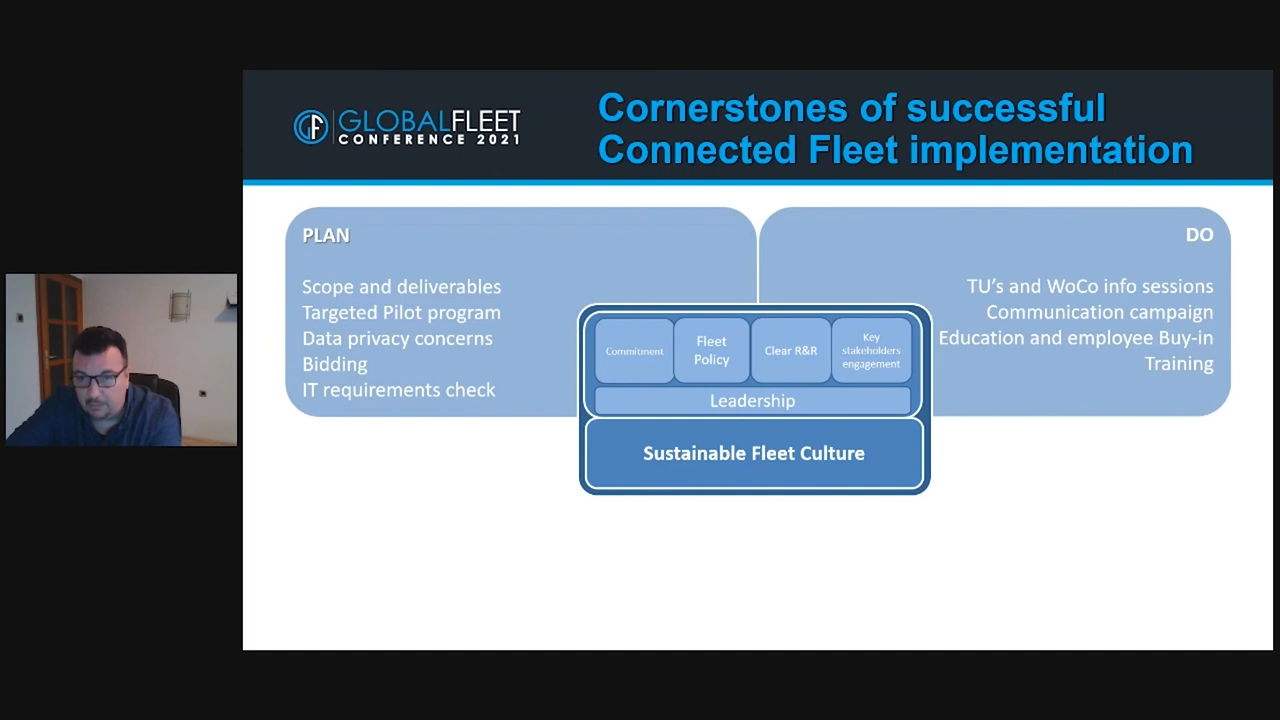 GF GLOBALFLEET
CONFERENCE 2021
Cornerstones of successful
Connected Fleet implementation
PLAN
Scope and deliverables
Targeted Pilot program
Data privacy concerns
Bidding
IT requirements check
DO
TU's and WoCo info sessions
Communication campaign
Education and employee Buy-in
Training
Commitment
Fleet
Policy
Clear R&R
Key
stakeholders
engagement
Leadership
Sustainable Fleet Culture